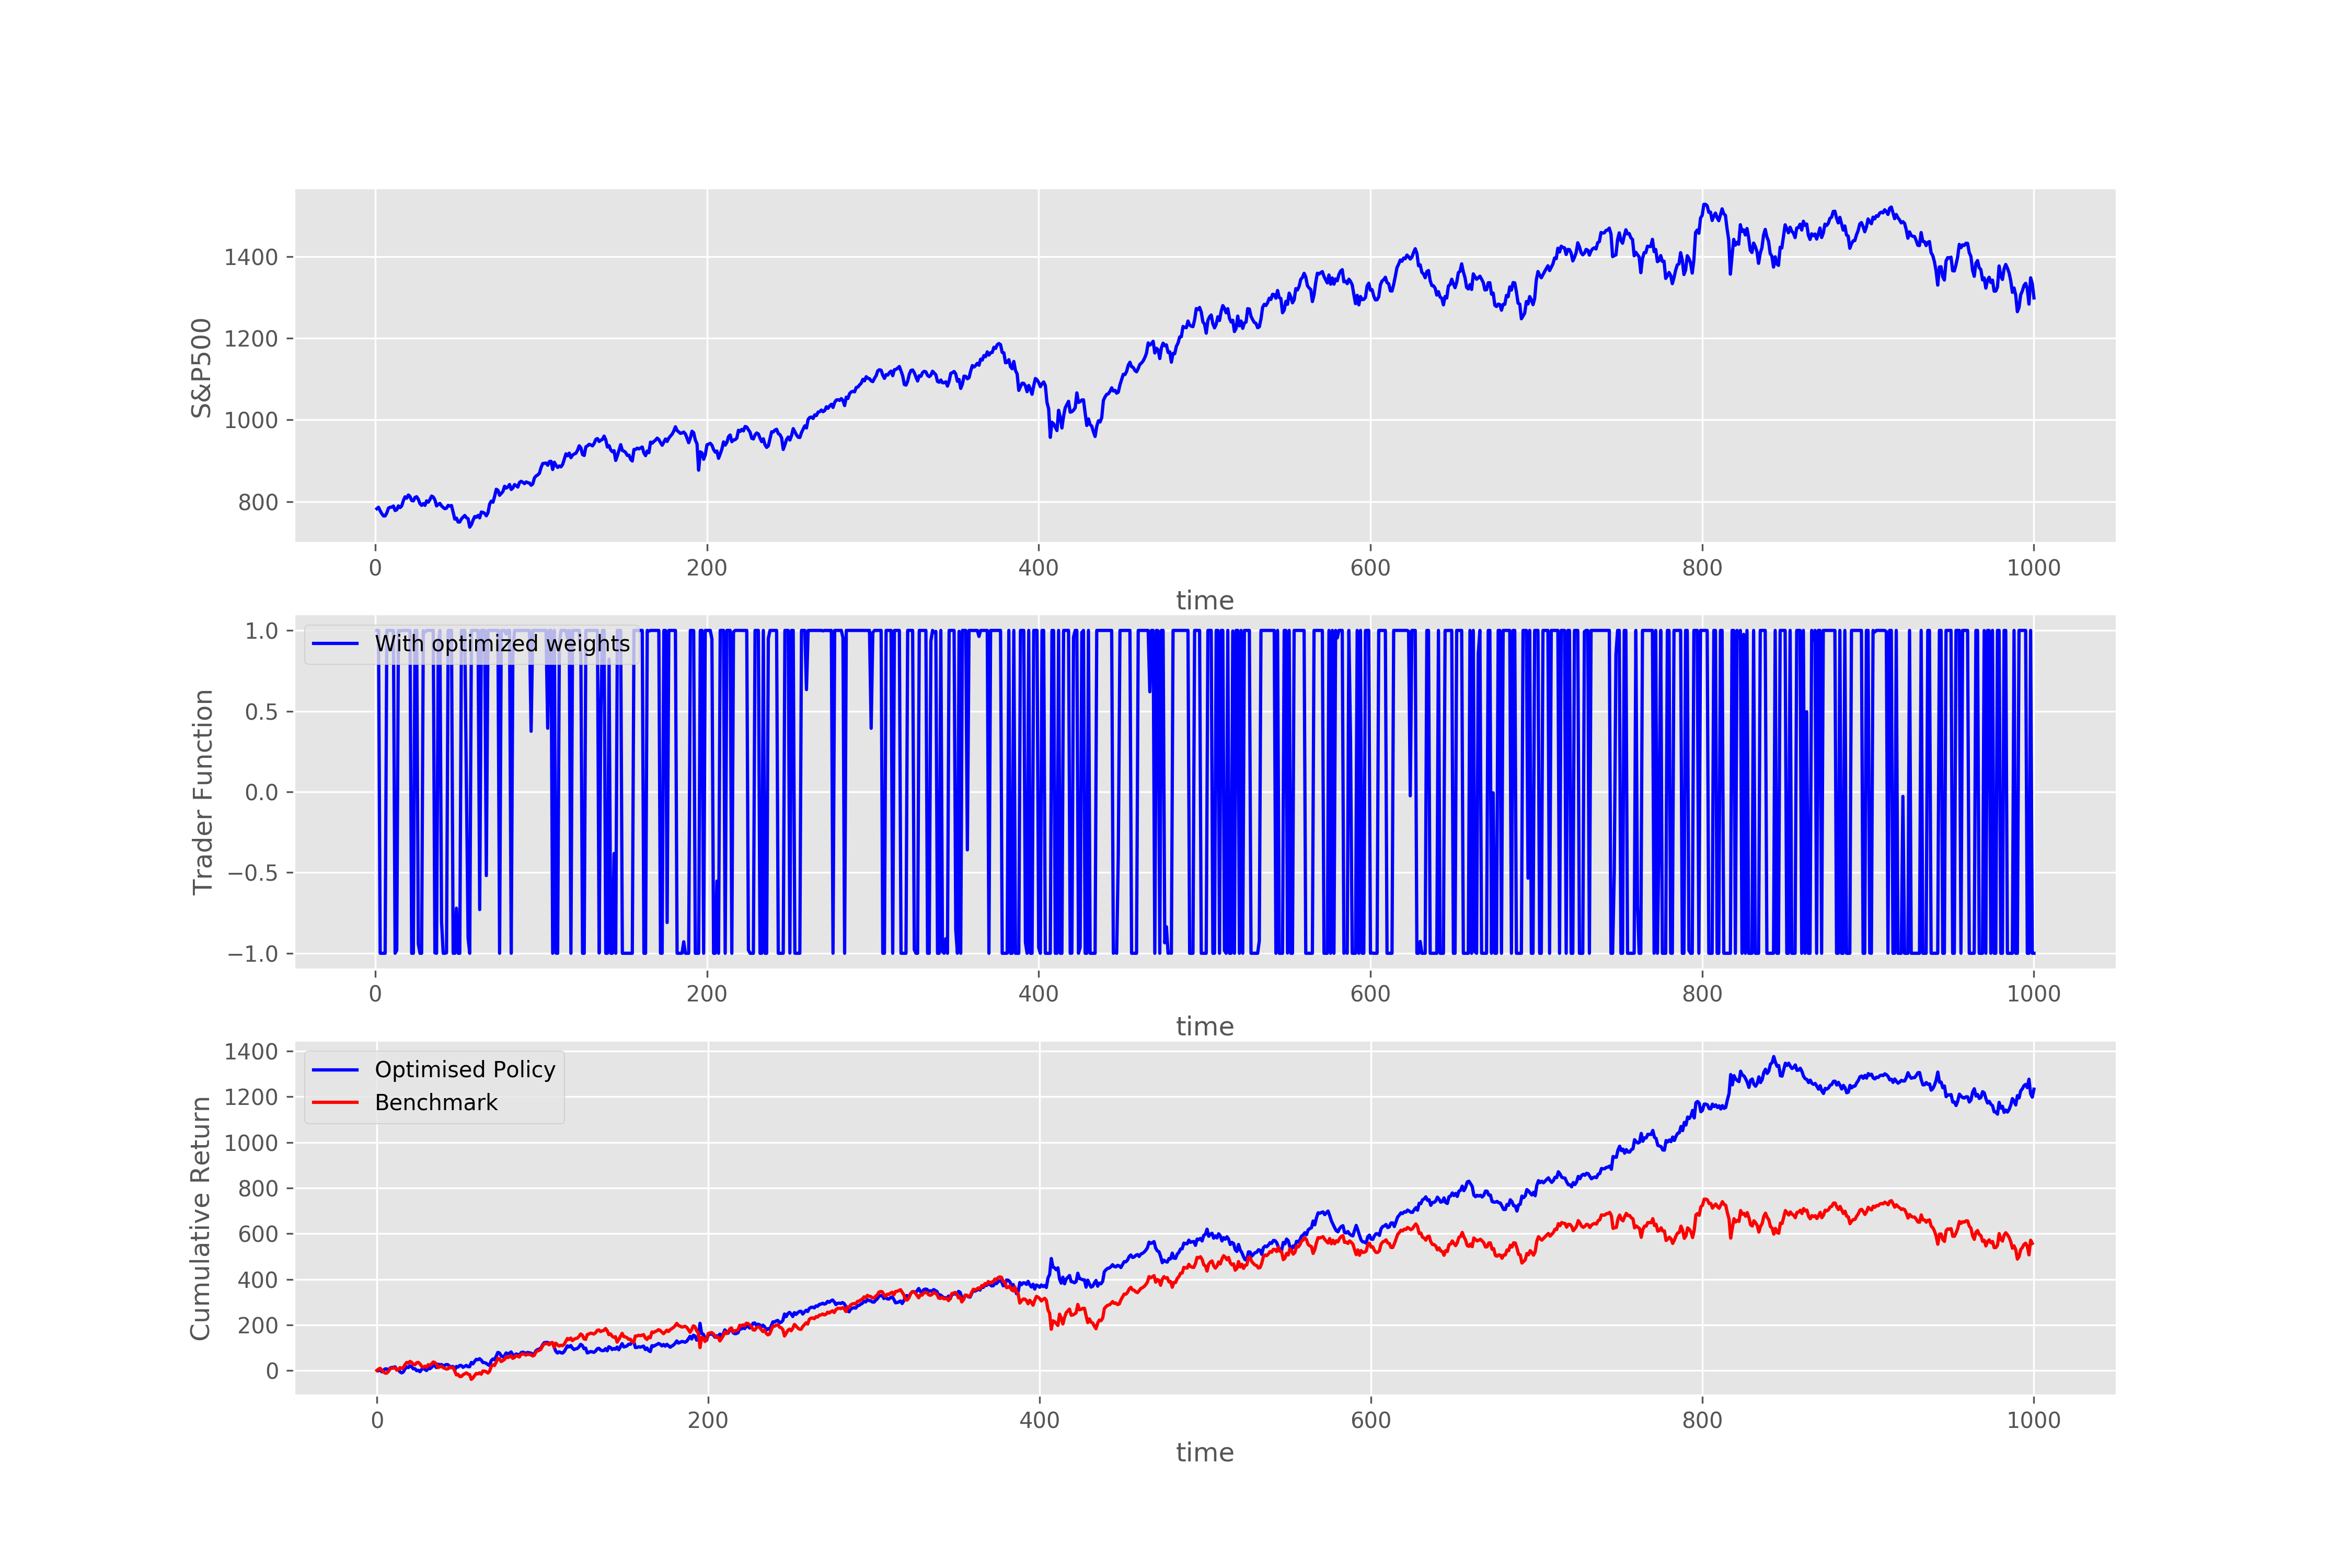 1400
1200
1000
800
S&P500
0 200 400 600 800 1000
time
With optimized weights
1.0
0.5
0.0
−0.5
−1.0
Trader Function
0 200 400 600 800 1000
time
Optimised Policy
Benchmark
1400
1200
1000
800
600
400
200
0
Cumulative Return
0 200 400 600 800 1000
time